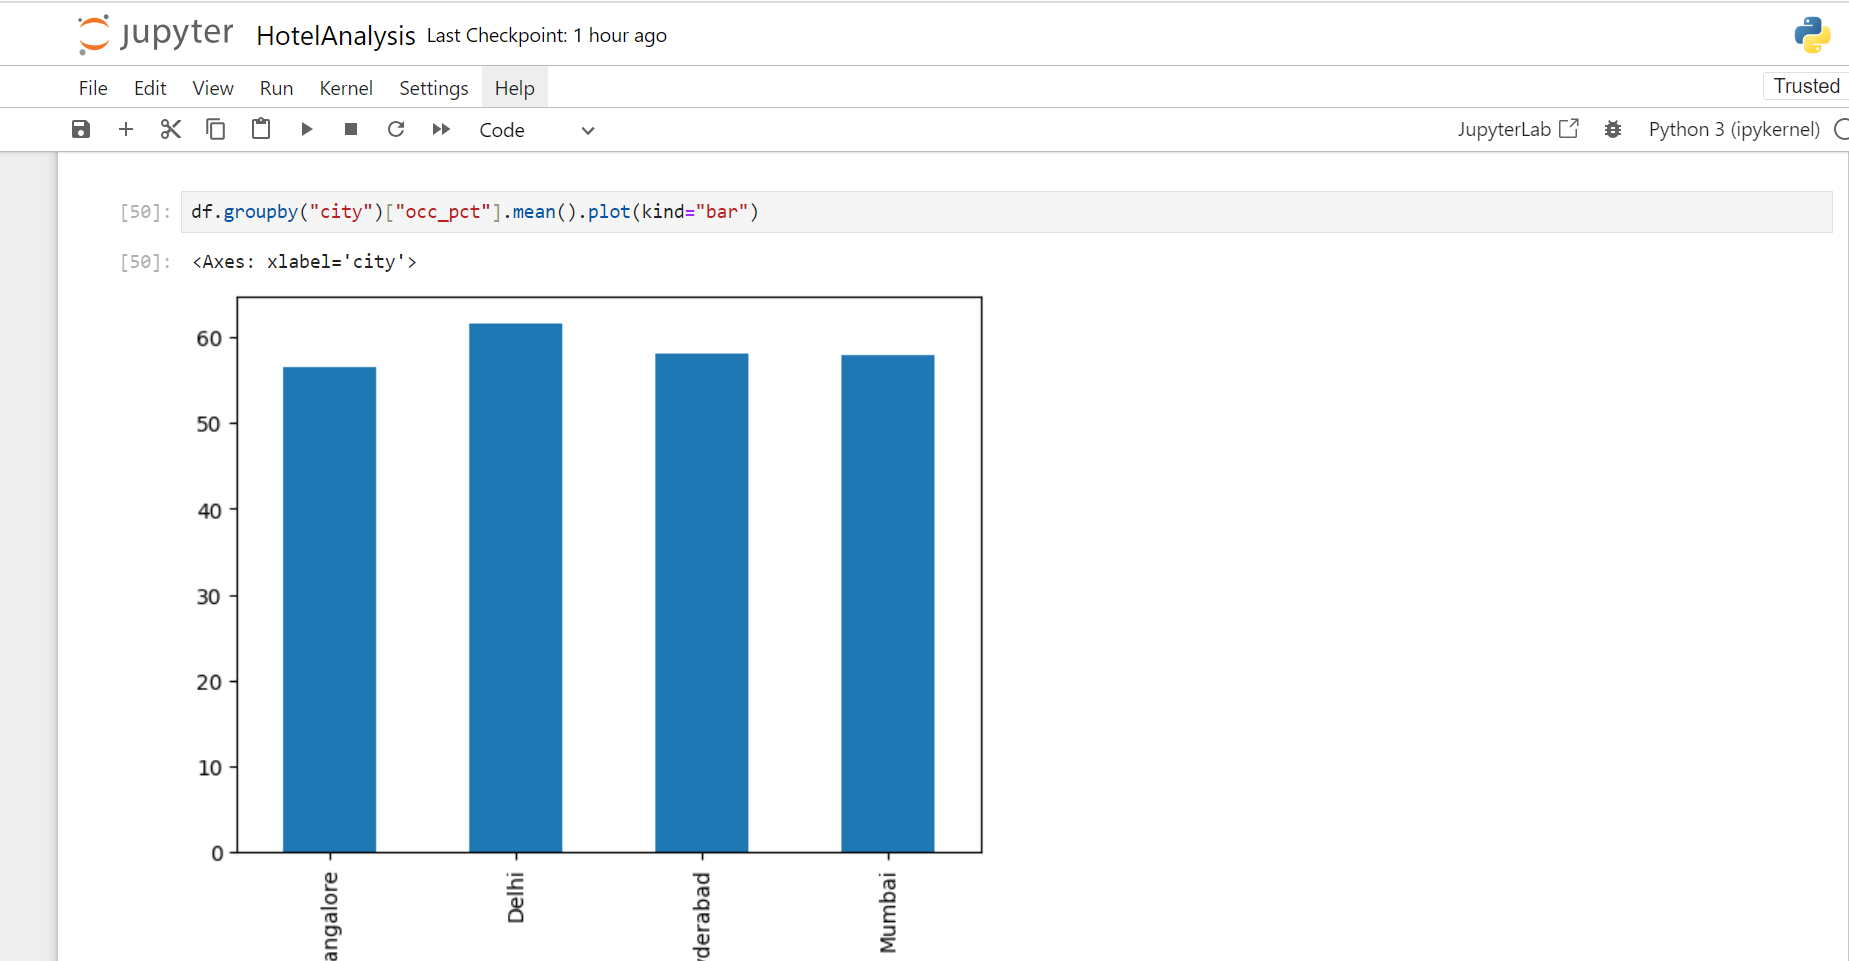 jupyter HotelAnalysis Last Checkpoint: 1 hour ago
File Edit View Run Kernel Settings Help
Trusted
Code
JupyterLab
Python 3 (ipykernel)
[50]: df.groupby("city")["occ_pct"].mean().plot(kind="bar")
[50]: <Axes: xlabel='city'>
60
50
40
30
20
10
0
angalore
Delhi
yderabad
Mumbai